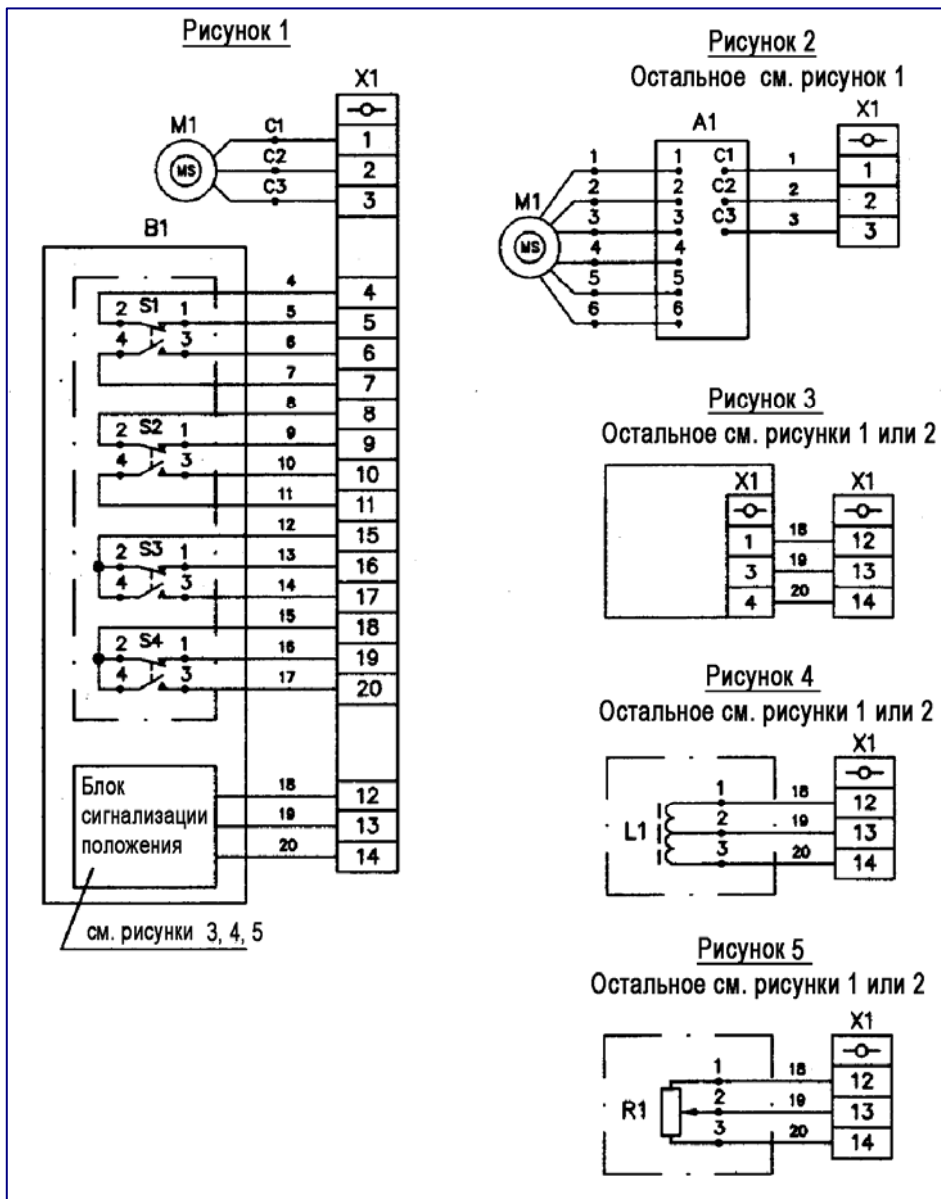 Рисунок 1
X1
M1
MS
C1
C2
C3
1
2
3
B1
4
4
2 S1 1
5
5
4 3
6
6
7
7
8
8
2 S2 1
9
9
4 3
10
10
11
11
12
15
2 S3 1
13
16
4 3
14
17
15
18
2 S4 1
16
19
4 3
17
20
Блок
сигнализации
положения
18
12
19
13
20
14
см. рисунки 3, 4, 5
Рисунок 2
Остальное см. рисунок 1
A1
X1
M1
MS
1 1 C1 1 1
2 2 C2 2 2
3 3 C3 3 3
4 4
5 5
6 6
Рисунок 3
Остальное см. рисунки 1 или 2
X1 X1
1 18 12
3 19 13
4 20 14
Рисунок 4
Остальное см. рисунки 1 или 2
X1
L1
1 18 12
2 19 13
3 20 14
Рисунок 5
Остальное см. рисунки 1 или 2
X1
R1
1 18 12
2 19 13
3 20 14